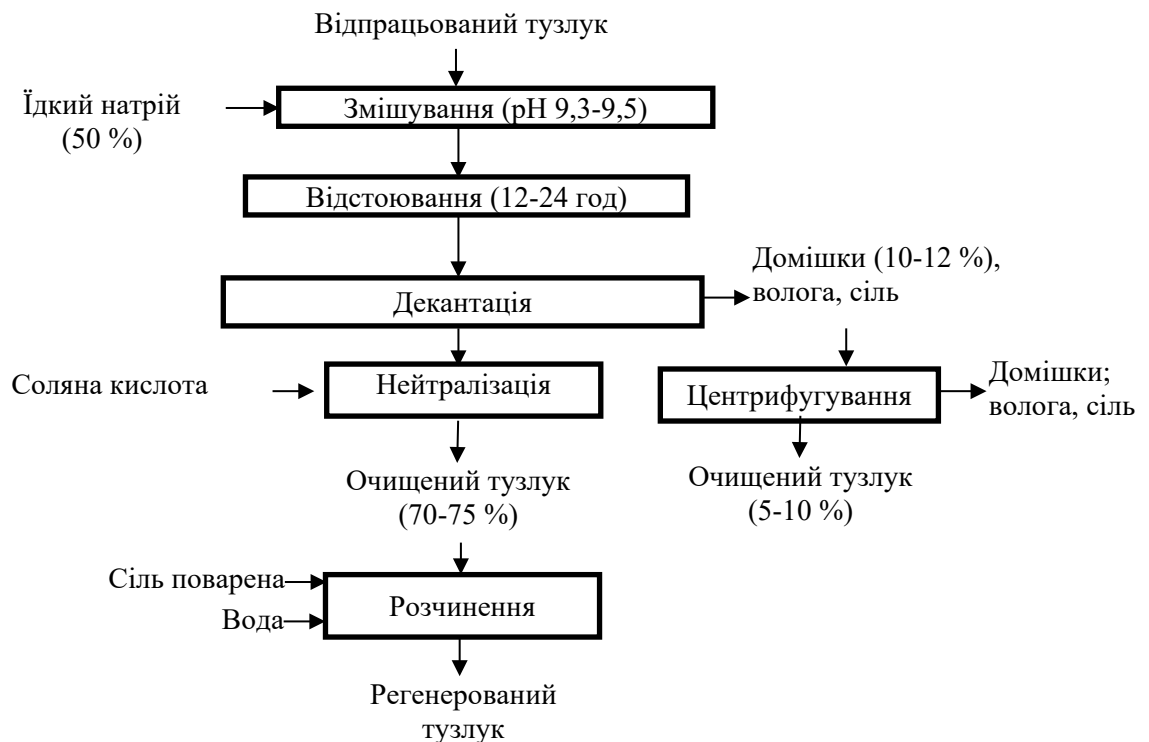 Відпрацьований тузлук
Їдкий натрій
(50 %)
Змішування (рН 9,3-9,5)
Відстоювання (12-24 год)
Домішки (10-12 %),
волога, сіль
Декантація
Соляна кислота
Нейтралізація
Центрифугування
Домішки;
волога, сіль
Очищений тузлук
(70-75 %)
Очищений тузлук
(5-10 %)
Сіль поварена
Вода
Розчинення
Регенерований
тузлук